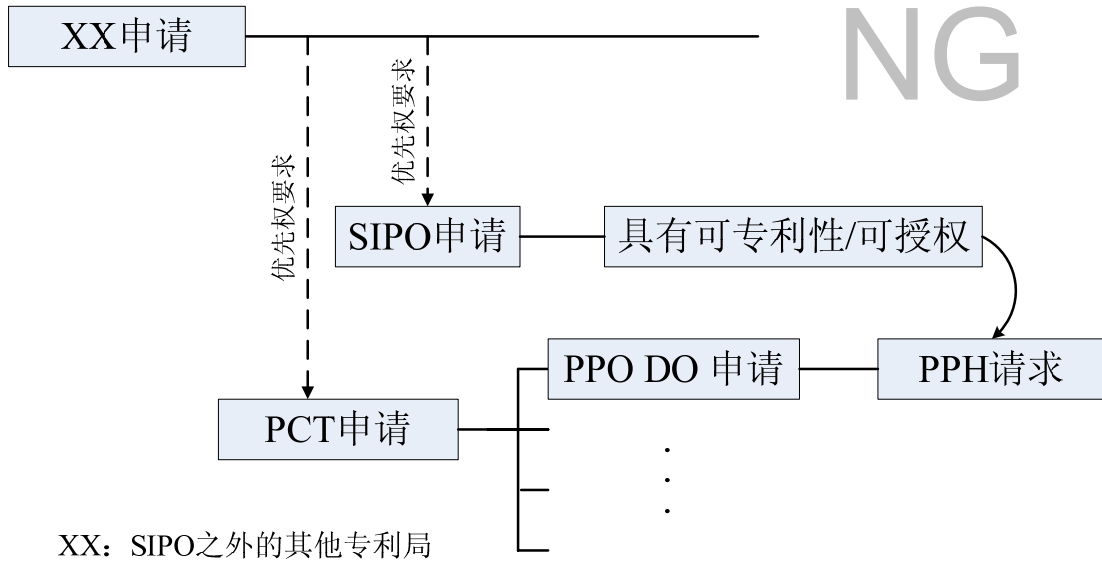 XX申请
NG
优先权要求
优先权要求
SIPO申请
具有可专利性/可授权
PPO DO 申请
PPH请求
PCT申请
XX：SIPO之外的其他专利局